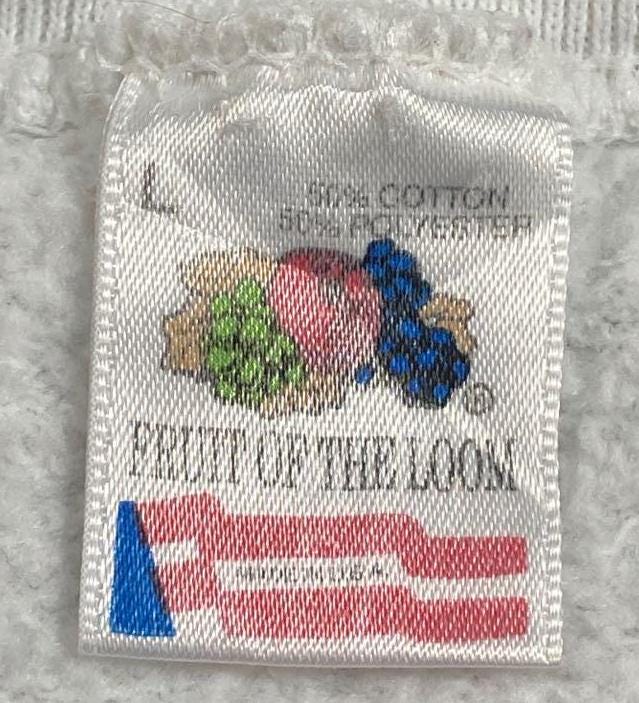 L
50% COTTON
50% POLYESTER
®
FRUIT OF THE LOOM
MADE IN U.S.A.